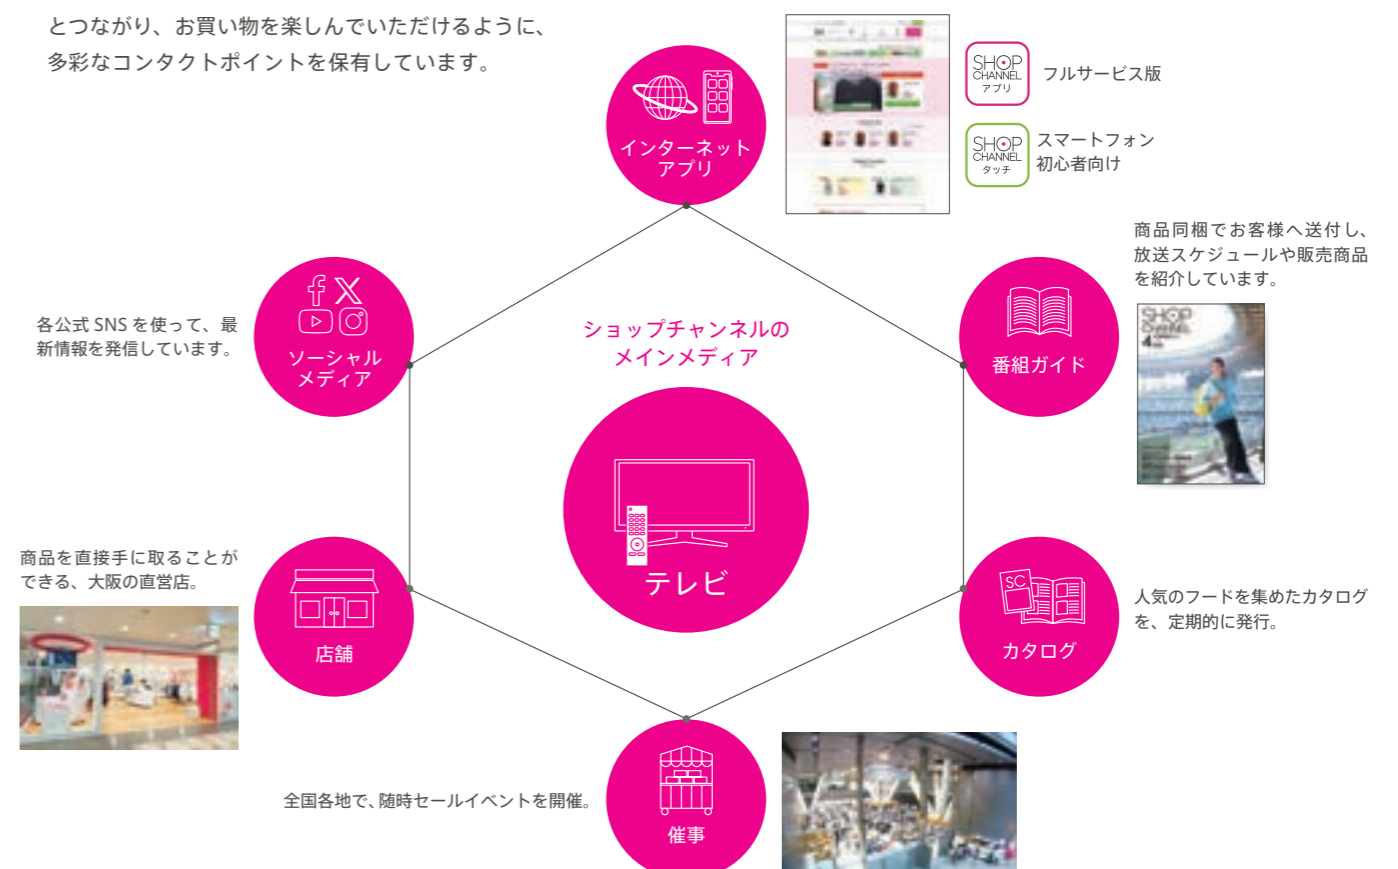 とつながり、お買い物を楽しんでいただけるように、
多彩なコンタクトポイントを保有しています。
インターネット
アプリ
SHOP
CHANNEL
アプリ
フルサービス版
SHOP
CHANNEL
タッチ
スマートフォン
初心者向け
商品同梱でお客様へ送付し、
放送スケジュールや販売商品
を紹介しています。
SHOP
CHANNEL
4
番組ガイド
各公式 SNS を使って、最
新情報を発信しています。
ソーシャル
メディア
ショップチャンネルの
メインメディア
テレビ
商品を直接手に取ることが
できる、大阪の直営店。
店舗
SC
カタログ
人気のフードを集めたカタログ
を、定期的に発行。
全国各地で、随時セールイベントを開催。
催事